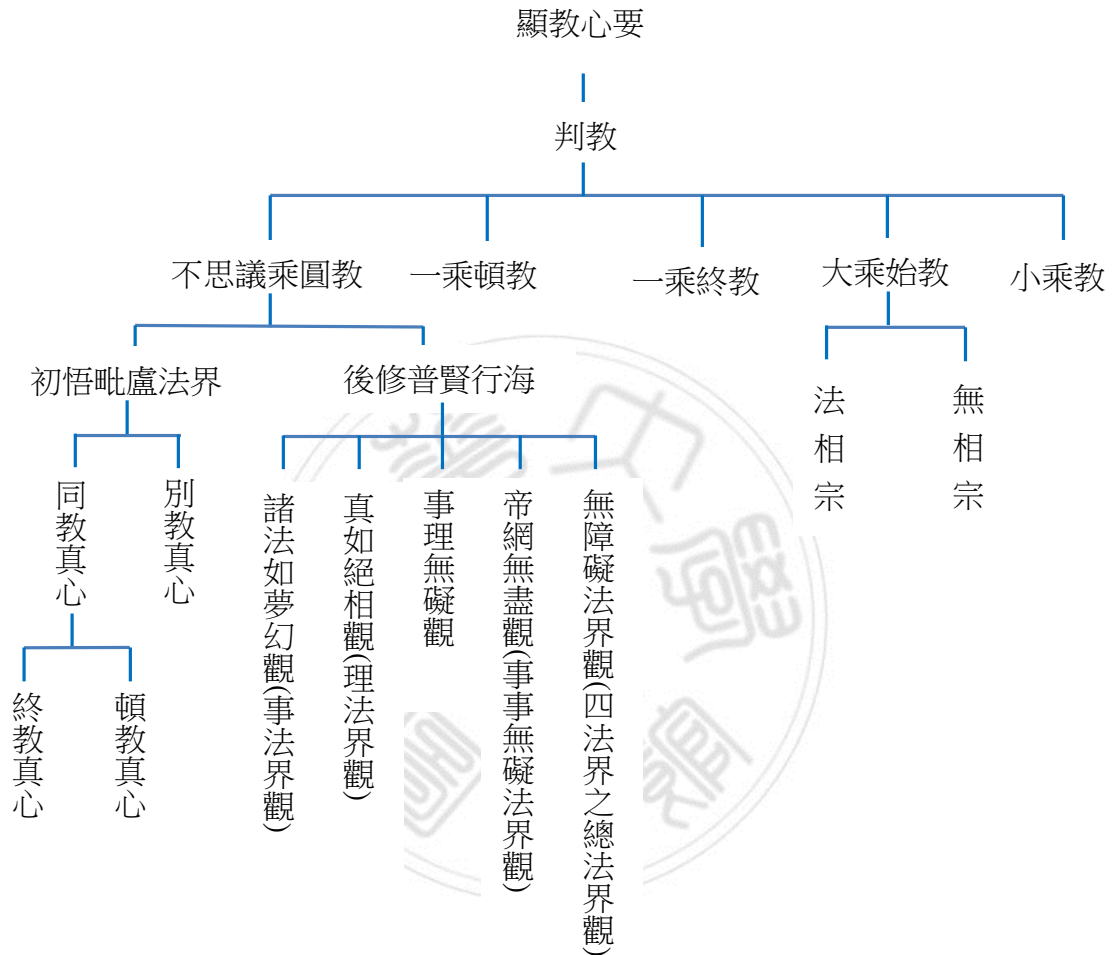 顯教心要
判教
不思議乘圓教
一乘頓教
一乘終教
大乘始教
小乘教
初悟毗盧法界
後修普賢行海
法相宗
無相宗
同教真心
別教真心
諸法如夢幻觀(事法界觀)
真如絕相觀(理法界觀)
事理無礙觀
帝網無盡觀(事事無礙法界觀)
無障礙法界觀(四法界之總法界觀)
終教真心
頓教真心